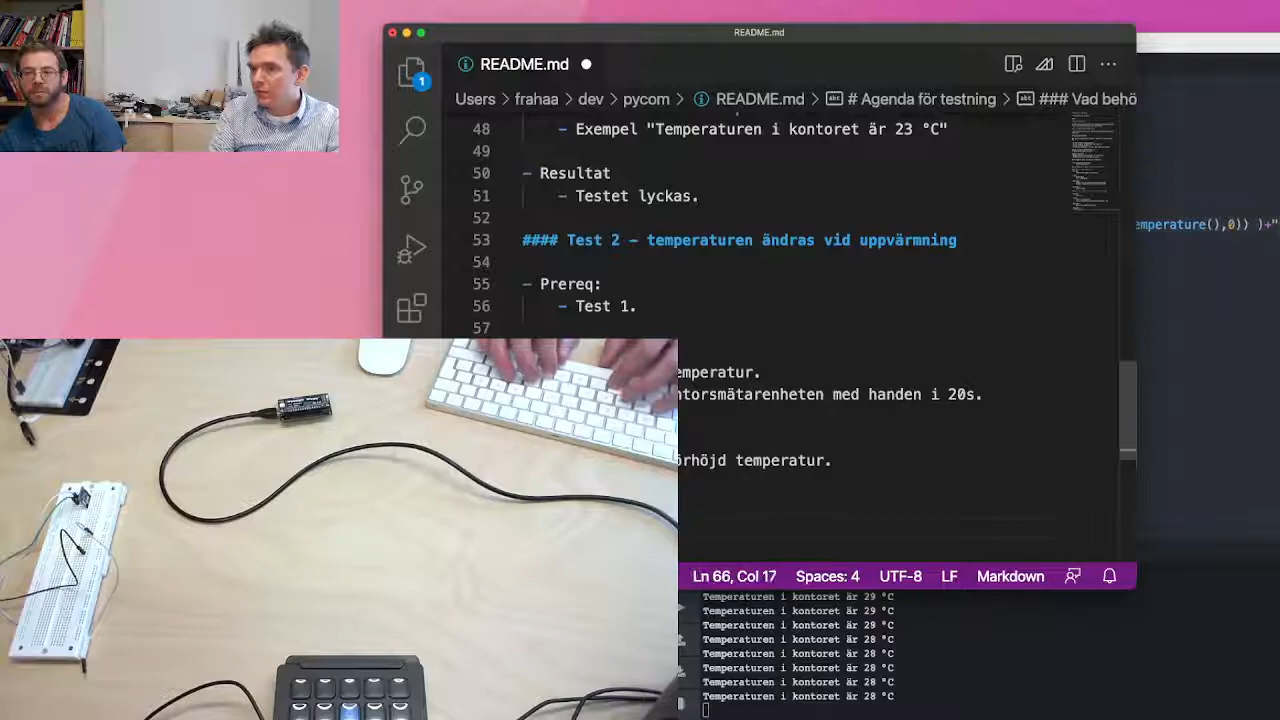 README.md
README.md
1
Users > frahaa > dev > pycom > README.md > # Agenda för testning > ### Vad behö
48 - Exempel "Temperaturen i kontoret är 23 °C"
49
50 - Resultat
51 - Testet lyckas.
52
53 #### Test 2 - temperaturen ändras vid uppvärmning
54
55 - Prereq:
56 - Test 1.
57
emperatur.
ntorsmätarenheten med handen i 20s.
örhöjd temperatur.
Ln 66, Col 17 Spaces: 4 UTF-8 LF Markdown
emperature(),0)) )+"
Temperaturen i kontoret är 29 °C
Temperaturen i kontoret är 29 °C
Temperaturen i kontoret är 29 °C
Temperaturen i kontoret är 28 °C
Temperaturen i kontoret är 28 °C
Temperaturen i kontoret är 28 °C
Temperaturen i kontoret är 28 °C
Temperaturen i kontoret är 28 °C